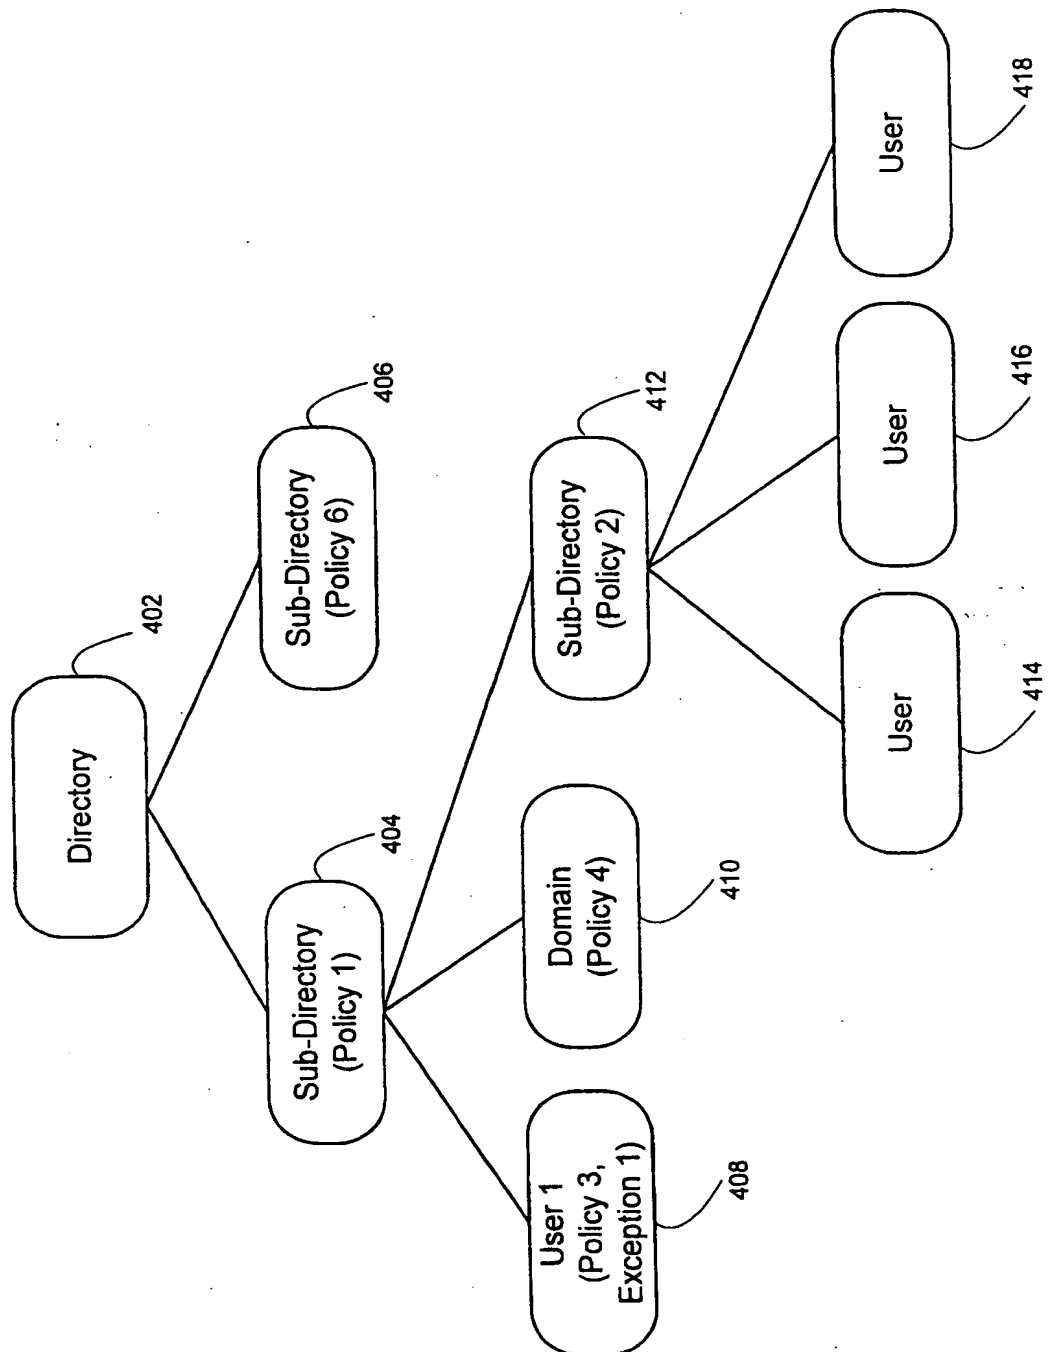 Directory
402
Sub-Directory
(Policy 1)
404
Sub-Directory
(Policy 6)
406
User 1
(Policy 3,
Exception 1)
408
Domain
(Policy 4)
410
Sub-Directory
(Policy 2)
412
User
414
User
416
User
418